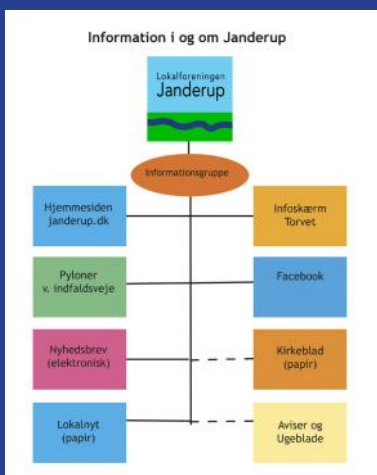 Information i og om Janderup
Lokalforeningen
Janderup
Informationsgruppe
Hjemmesiden
janderup.dk
Infoskærm
Torvet
Pyloner
v. indfaldsveje
Facebook
Nyhedsbrev
(elektronisk)
Kirkeblad
(papir)
Lokalnyt
(papir)
Aviser og
Ugeblade